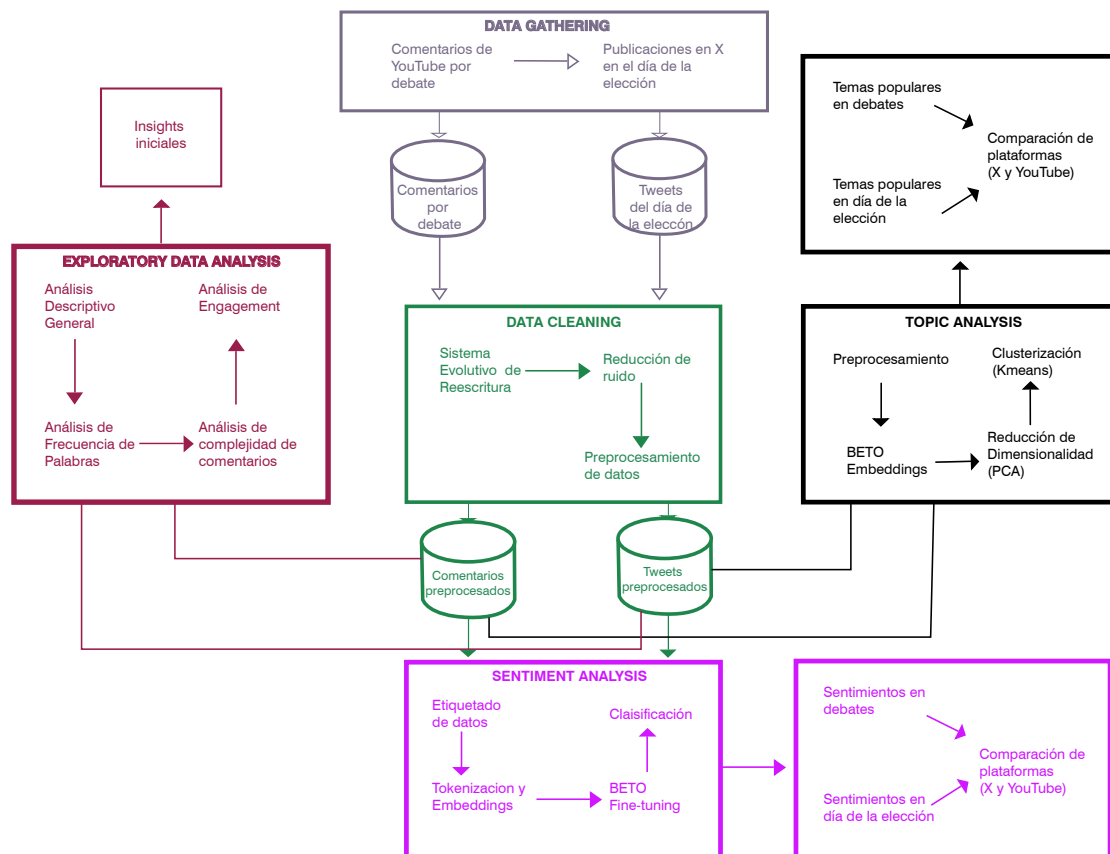 DATA GATHERING
Comentarios de
YouTube por
debate
Publicaciones en X
en el día de la
elección
Insights
iniciales
Comentarios
por
debate
Tweets
del día de
la eleccón
Temas populares
en debates
Temas populares
en día de la
elección
Comparación de
plataformas
(X y YouTube)
EXPLORATORY DATA ANALYSIS
Análisis
Descriptivo
General
Análisis de
Engagement
Análisis de
Frecuencia de
Palabras
Análisis de
complejidad de
comentarios
DATA CLEANING
Sistema
Evolutivo de
Reescritura
Reducción de
ruido
Preprocesamiento
de datos
TOPIC ANALYSIS
Preprocesamiento
Clusterización
(Kmeans)
BETO
Embeddings
Reducción de
Dimensionalidad
(PCA)
Comentarios
preprocesados
Tweets
preprocesados
SENTIMENT ANALYSIS
Etiquetado
de datos
Claisificación
Tokenizacion y
Embeddings
BETO
Fine-tuning
Sentimientos en
debates
Sentimientos en
día de la elección
Comparación de
plataformas
(X y YouTube)